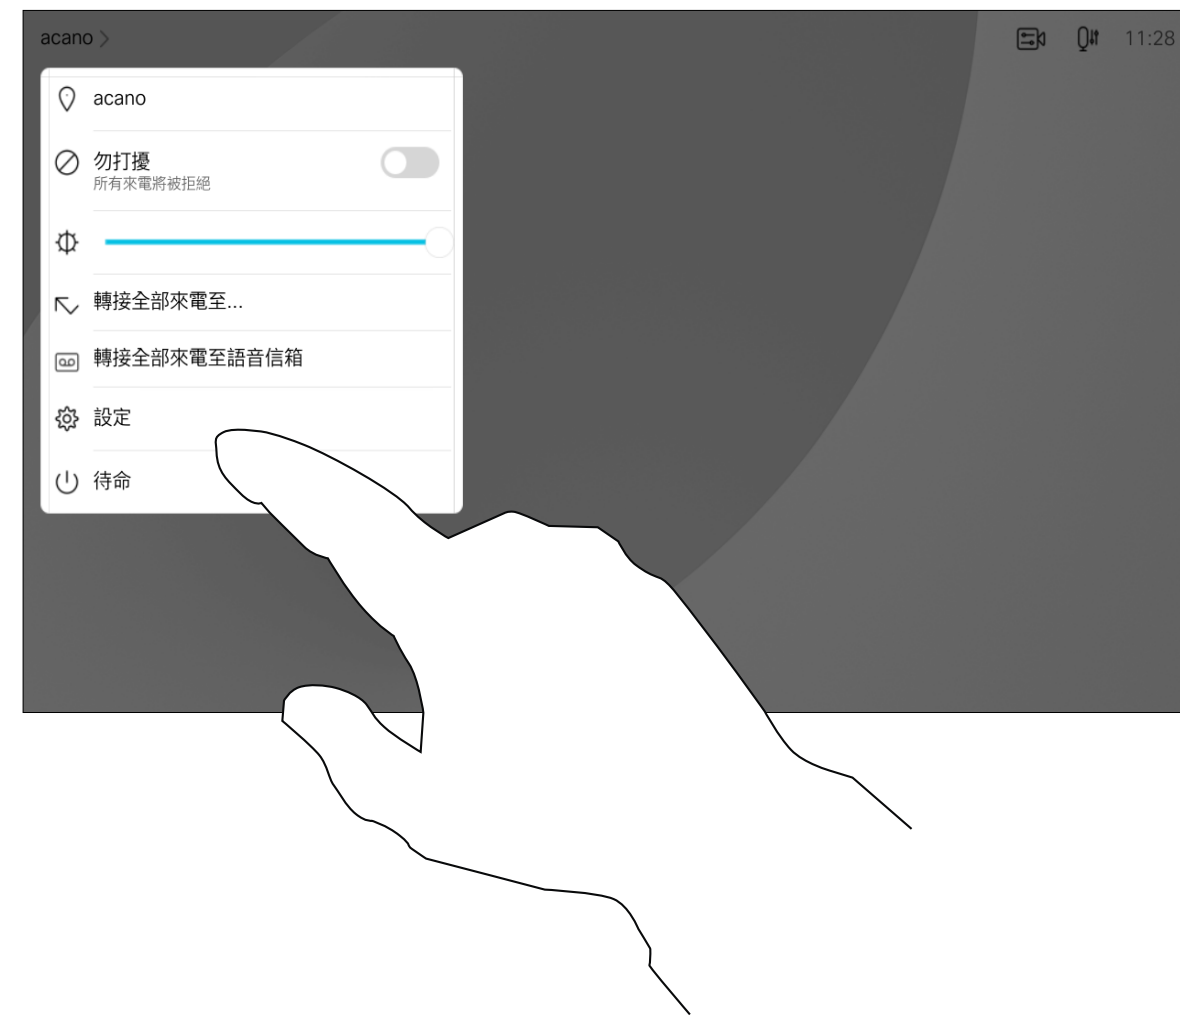 acano
11:28
acano
勿打擾
所有來電將被拒絕
轉接全部來電至...
轉接全部來電至語音信箱
設定
待命